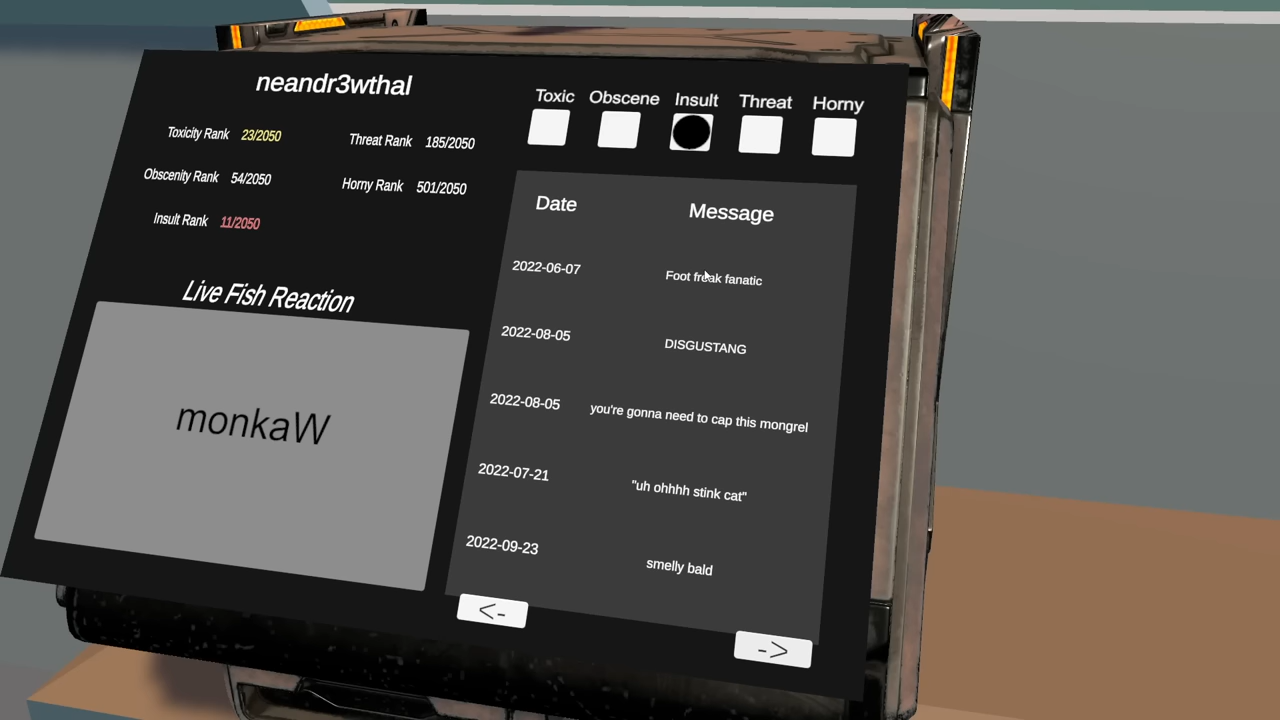 neandr3wthal
Toxicity Rank 23/2050
Threat Rank 185/2050
Obscenity Rank 54/2050
Horny Rank 501/2050
Insult Rank 11/2050
Live Fish Reaction
monkaW
Toxic Obscene Insult Threat Horny
Date Message
2022-06-07 Foot freak fanatic
2022-08-05 DISGUSTANG
2022-08-05 you're gonna need to cap this mongrel
2022-07-21 "uh ohhhh stink cat"
2022-09-23 smelly bald
<- ->